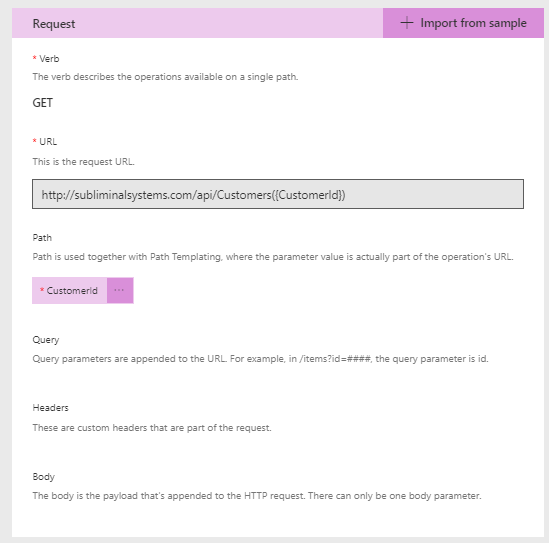 Request
+ Import from sample
* Verb
The verb describes the operations available on a single path.
GET
* URL
This is the request URL.
http://subliminalsystems.com/api/Customers({CustomerId})
Path
Path is used together with Path Templating, where the parameter value is actually part of the operation's URL.
* CustomerId ...
Query
Query parameters are appended to the URL. For example, in /items?id=####, the query parameter is id.
Headers
These are custom headers that are part of the request.
Body
The body is the payload that's appended to the HTTP request. There can only be one body parameter.